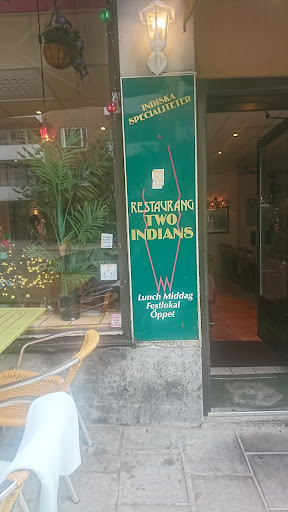 INDISKA
SPECIALITETER
RESTAURANG
TWO
INDIANS
Lunch Middag
Festlokal
Öppet